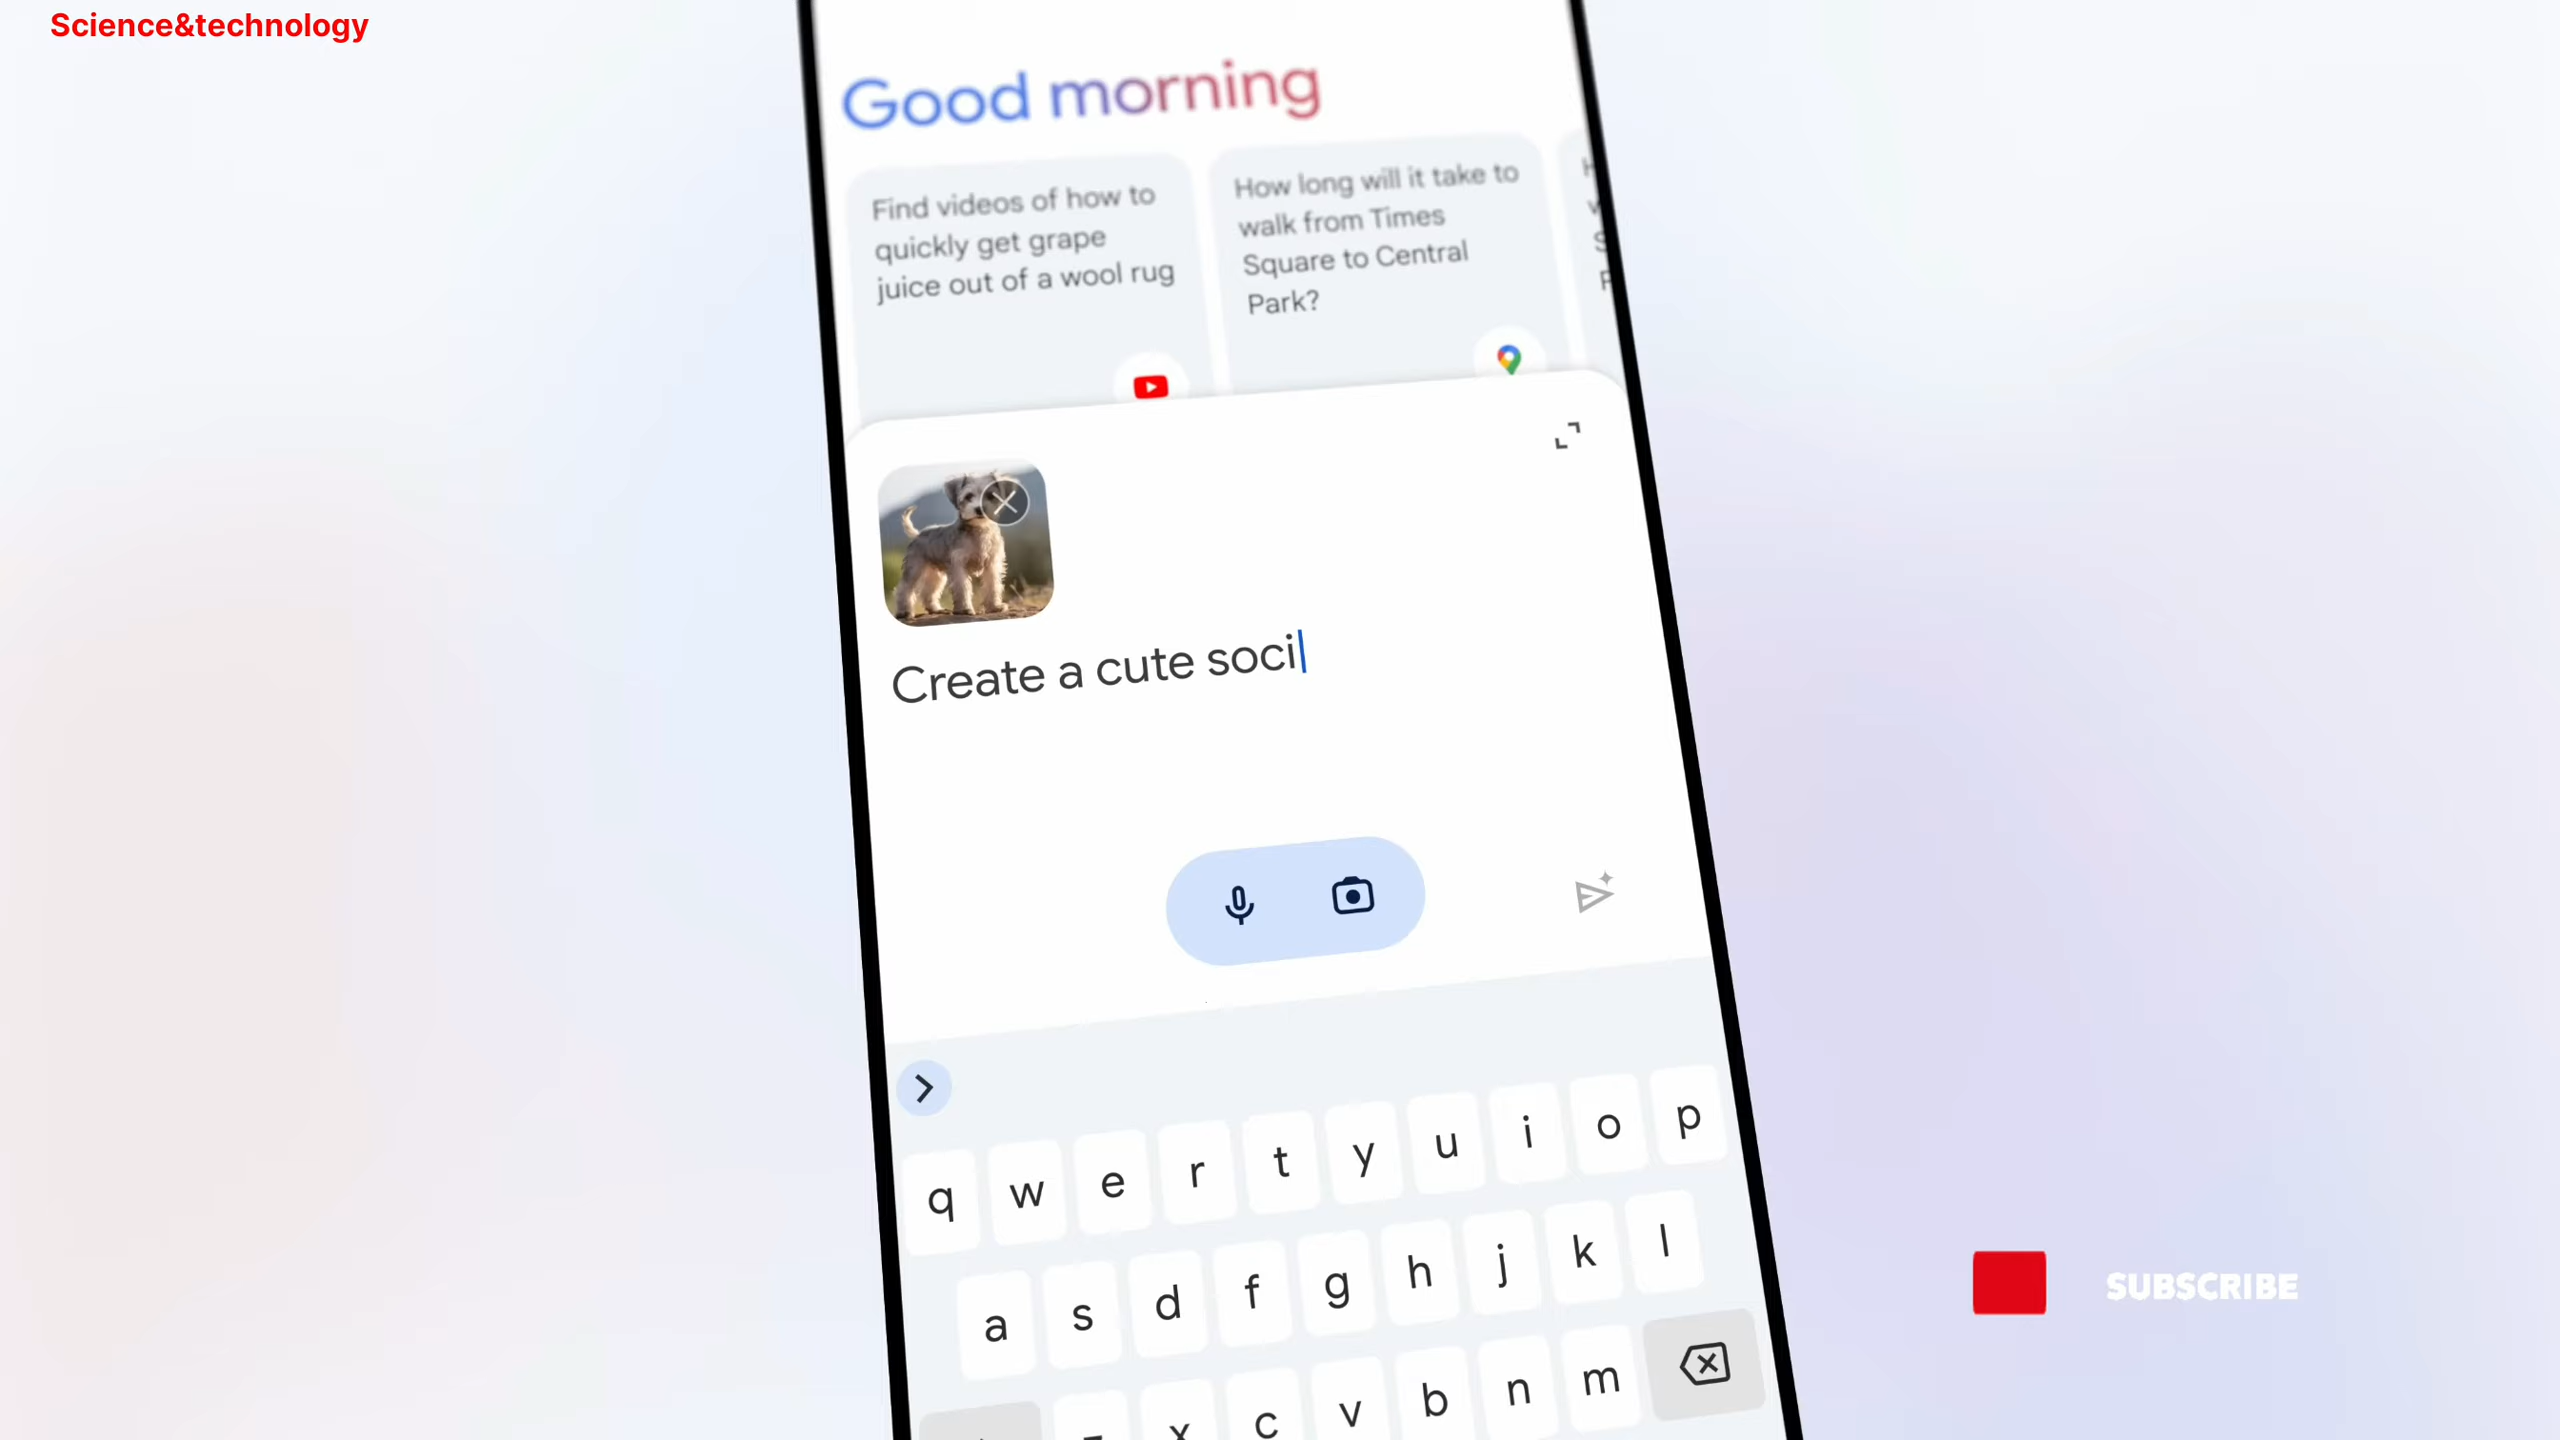 Science&technology
Good morning
Find videos of how to
quickly get grape
juice out of a wool rug
How long will it take to
walk from Times
Square to Central
Park?
Create a cute soci
q w e r t y u i o p
a s d f g h j k l
x c v b n m
SUBSCRIBE